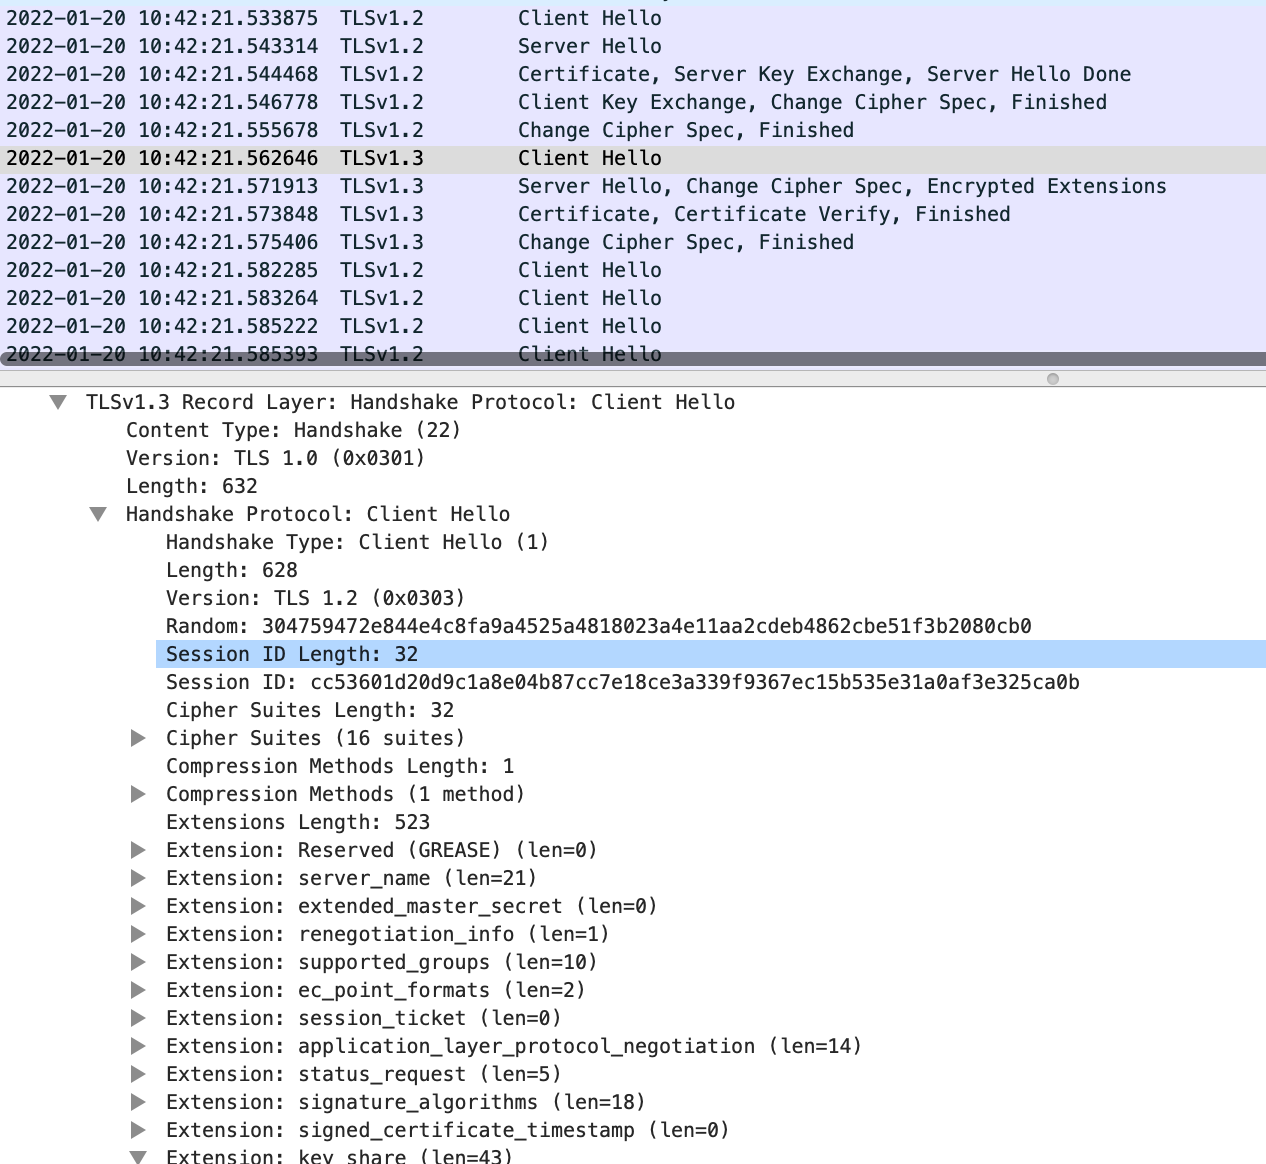 2022-01-20 10:42:21.533875 TLSv1.2 Client Hello
2022-01-20 10:42:21.543314 TLSv1.2 Server Hello
2022-01-20 10:42:21.544468 TLSv1.2 Certificate, Server Key Exchange, Server Hello Done
2022-01-20 10:42:21.546778 TLSv1.2 Client Key Exchange, Change Cipher Spec, Finished
2022-01-20 10:42:21.555678 TLSv1.2 Change Cipher Spec, Finished
2022-01-20 10:42:21.562646 TLSv1.3 Client Hello
2022-01-20 10:42:21.571913 TLSv1.3 Server Hello, Change Cipher Spec, Encrypted Extensions
2022-01-20 10:42:21.573848 TLSv1.3 Certificate, Certificate Verify, Finished
2022-01-20 10:42:21.575406 TLSv1.3 Change Cipher Spec, Finished
2022-01-20 10:42:21.582285 TLSv1.2 Client Hello
2022-01-20 10:42:21.583264 TLSv1.2 Client Hello
2022-01-20 10:42:21.585222 TLSv1.2 Client Hello
2022-01-20 10:42:21.585393 TLSv1.2 Client Hello
TLSv1.3 Record Layer: Handshake Protocol: Client Hello
Content Type: Handshake (22)
Version: TLS 1.0 (0x0301)
Length: 632
Handshake Protocol: Client Hello
Handshake Type: Client Hello (1)
Length: 628
Version: TLS 1.2 (0x0303)
Random: 304759472e844e4c8fa9a4525a4818023a4e11aa2cdeb4862cbe51f3b2080cb0
Session ID Length: 32
Session ID: cc53601d20d9c1a8e04b87cc7e18ce3a339f9367ec15b535e31a0af3e325ca0b
Cipher Suites Length: 32
Cipher Suites (16 suites)
Compression Methods Length: 1
Compression Methods (1 method)
Extensions Length: 523
Extension: Reserved (GREASE) (len=0)
Extension: server_name (len=21)
Extension: extended_master_secret (len=0)
Extension: renegotiation_info (len=1)
Extension: supported_groups (len=10)
Extension: ec_point_formats (len=2)
Extension: session_ticket (len=0)
Extension: application_layer_protocol_negotiation (len=14)
Extension: status_request (len=5)
Extension: signature_algorithms (len=18)
Extension: signed_certificate_timestamp (len=0)
Extension: key_share (len=43)